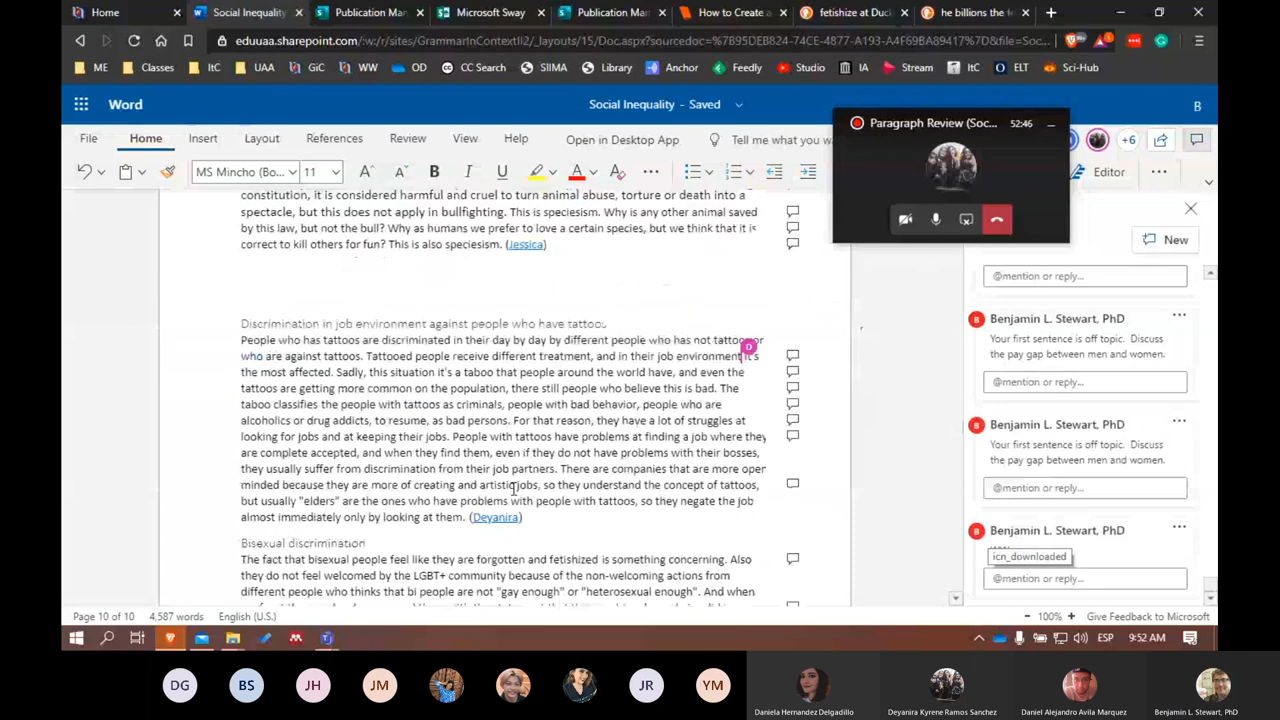 Home
Social Inequality
Publication Man
Microsoft Sway
Publication Man
How to Create a
fetishize at Duck
he billions the fe
eduuaa.sharepoint.com/:w:/r/sites/GrammarInContextII2/_layouts/15/Doc.aspx?sourcedoc=%7B95DEB824-74CE-4877-A193-A4F69BA89417%7D&file=Soc...
ME Classes ItC UAA GiC WW OD CC Search SIIMA Library Anchor Feedly Studio IA Stream ItC ELT Sci-Hub
Word
Social Inequality - Saved
B
File Home Insert Layout References Review View Help Open in Desktop App Tell me what you wa
+6
MS Mincho (Bo... 11
Editor
Paragraph Review (Soc...
52:46
New
constitution, it is considered harmful and cruel to turn animal abuse, torture or death into a
spectacle, but this does not apply in bullfighting. This is speciesism. Why is any other animal saved
by this law, but not the bull? Why as humans we prefer to love a certain species, but we think that it is
correct to kill others for fun? This is also speciesism. (Jessica)
Discrimination in job environment against people who have tattoos
People who has tattoos are discriminated in their day by day by different people who has not tattoo or
who are against tattoos. Tattooed people receive different treatment, and in their job environment it's
the most affected. Sadly, this situation it's a taboo that people around the world have, and even the
tattoos are getting more common on the population, there still people who believe this is bad. The
taboo classifies the people with tattoos as criminals, people with bad behavior, people who are
alcoholics or drug addicts, to resume, as bad persons. For that reason, they have a lot of struggles at
looking for jobs and at keeping their jobs. People with tattoos have problems at finding a job where they
are complete accepted, and when they find them, even if they do not have problems with their bosses,
they usually suffer from discrimination from their job partners. There are companies that are more open
minded because they are more of creating and artistic jobs, so they understand the concept of tattoos,
but usually "elders" are the ones who have problems with people with tattoos, so they negate the job
almost immediately only by looking at them. (Deyanira)
Bisexual discrimination
The fact that bisexual people feel like they are forgotten and fetishized is something concerning. Also
they do not feel welcomed by the LGBT+ community because of the non-welcoming actions from
different people who thinks that bi people are not "gay enough" or "heterosexual enough". And when
D
@mention or reply...
B Benjamin L. Stewart, PhD
Your first sentence is off topic. Discuss
the pay gap between men and women.
@mention or reply...
B Benjamin L. Stewart, PhD
Your first sentence is off topic. Discuss
the pay gap between men and women.
@mention or reply...
B Benjamin L. Stewart, PhD
icn_downloaded
@mention or reply...
Page 10 of 10 4,587 words English (U.S.)
100% Give Feedback to Microsoft
ESP 9:52 AM
DG BS JH JM JR YM
Daniela Hernandez Delgadillo
Deyanira Kyrene Ramos Sanchez
Daniel Alejandro Avila Marquez
Benjamin L. Stewart, PhD